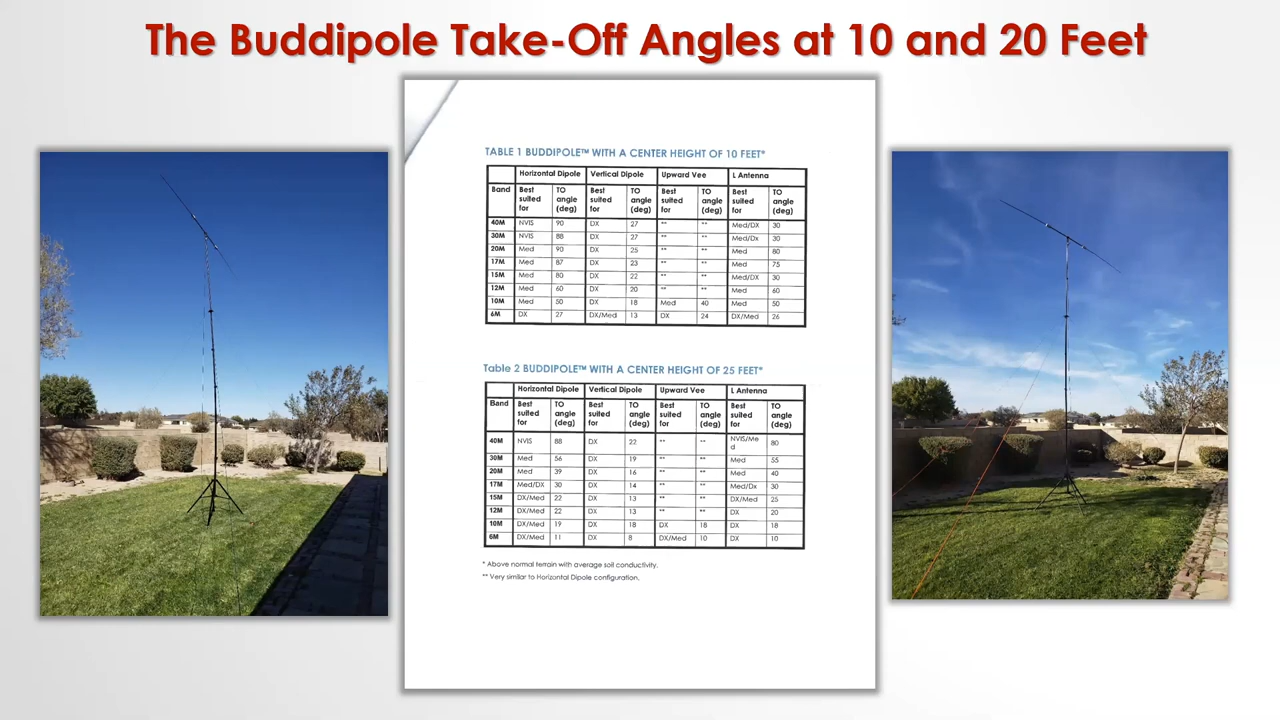 The Buddipole Take-Off Angles at 10 and 20 Feet
TABLE 1 BUDDIPOLE™ WITH A CENTER HEIGHT OF 10 FEET*
Horizontal Dipole Vertical Dipole Upward Vee L Antenna
Band Best suited for TO angle (deg) Best suited for TO angle (deg) Best suited for TO angle (deg) Best suited for TO angle (deg)
40M NVIS 90 DX 27 ** ** Med/DX 30
30M NVIS 88 DX 27 ** ** Med/Dx 30
20M Med 90 DX 25 ** ** Med 80
17M Med 87 DX 23 ** ** Med 75
15M Med 80 DX 22 ** ** Med/DX 30
12M Med 60 DX 20 ** ** Med 60
10M Med 50 DX 18 Med 40 Med 50
6M DX 27 DX/Med 13 DX 24 DX/Med 26
Table 2 BUDDIPOLE™ WITH A CENTER HEIGHT OF 25 FEET*
Horizontal Dipole Vertical Dipole Upward Vee L Antenna
Band Best suited for TO angle (deg) Best suited for TO angle (deg) Best suited for TO angle (deg) Best suited for TO angle (deg)
40M NVIS 88 DX 22 ** ** NVIS/Med 80
30M Med 56 DX 19 ** ** Med 55
20M Med 39 DX 16 ** ** Med 40
17M Med/DX 30 DX 14 ** ** Med/Dx 30
15M DX/Med 22 DX 13 ** ** DX/Med 25
12M DX/Med 22 DX 13 ** ** DX 20
10M DX/Med 19 DX 18 DX 18 DX 18
6M DX/Med 11 DX 8 DX/Med 10 DX 10
* Above normal terrain with average soil conductivity.
** Very similar to Horizontal Dipole configuration.